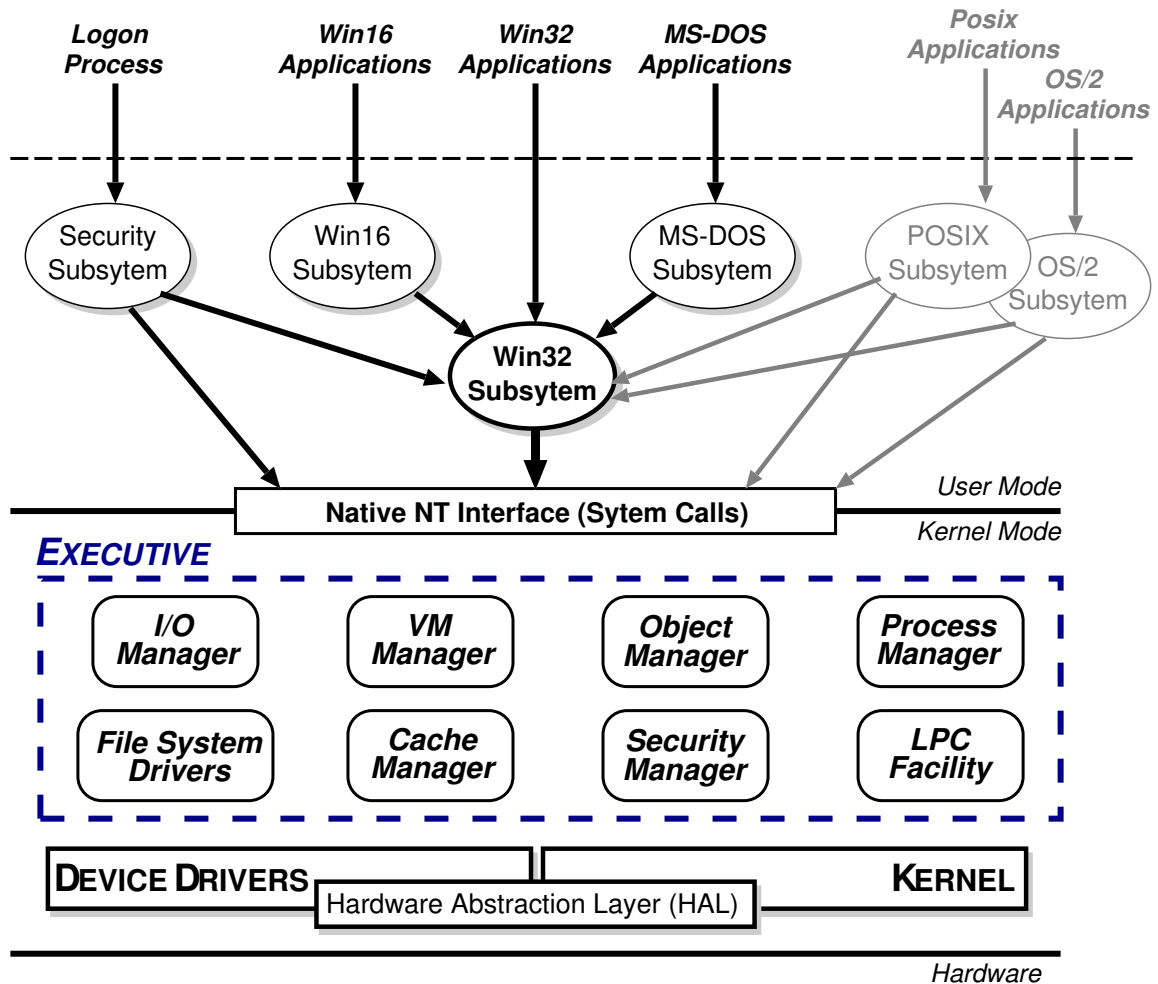 Logon
Process
Win16
Applications
Win32
Applications
MS-DOS
Applications
Posix
Applications
OS/2
Applications
Security
Subsytem
Win16
Subsytem
MS-DOS
Subsytem
POSIX
Subsytem
OS/2
Subsytem
Win32
Subsytem
User Mode
Native NT Interface (Sytem Calls)
Kernel Mode
EXECUTIVE
I/O
Manager
VM
Manager
Object
Manager
Process
Manager
File System
Drivers
Cache
Manager
Security
Manager
LPC
Facility
DEVICE DRIVERS
KERNEL
Hardware Abstraction Layer (HAL)
Hardware